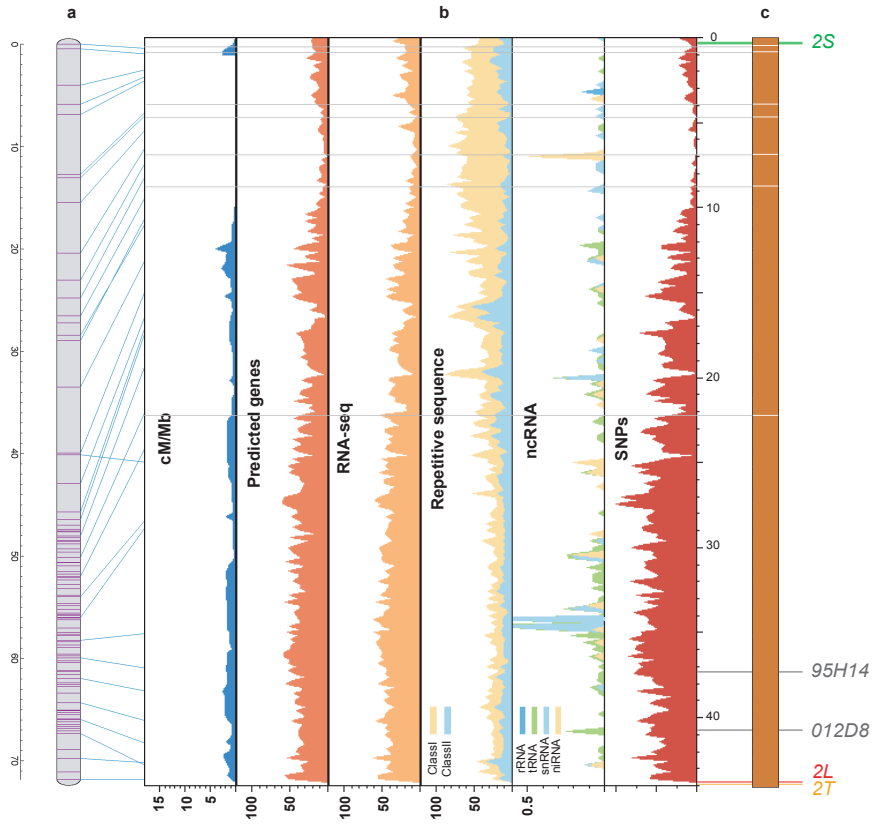 a
b
c
0
10
20
30
40
50
60
70
cM/Mb
Predicted genes
RNA-seq
Repetitive sequence
ncRNA
SNPs
ClassI
ClassII
rRNA
tRNA
snRNA
miRNA
15
10
5
100
50
100
50
100
50
0.5
0
10
20
30
40
2S
95H14
012D8
2L
2T